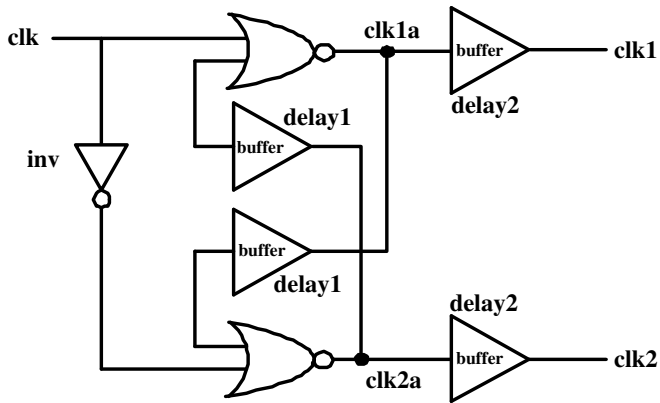 clk
clk1a
buffer
clk1
delay2
delay1
buffer
inv
buffer
delay1
delay2
buffer
clk2
clk2a